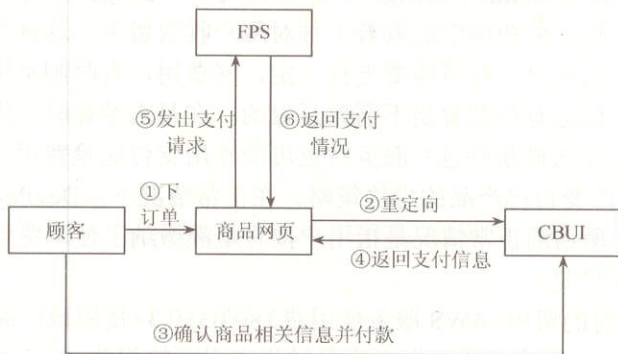 FPS
⑤发出支付
请求
⑥返回支付
情况
①下
订单
②重定向
顾客
商品网页
CBUI
④返回支付信息
③确认商品相关信息并付款